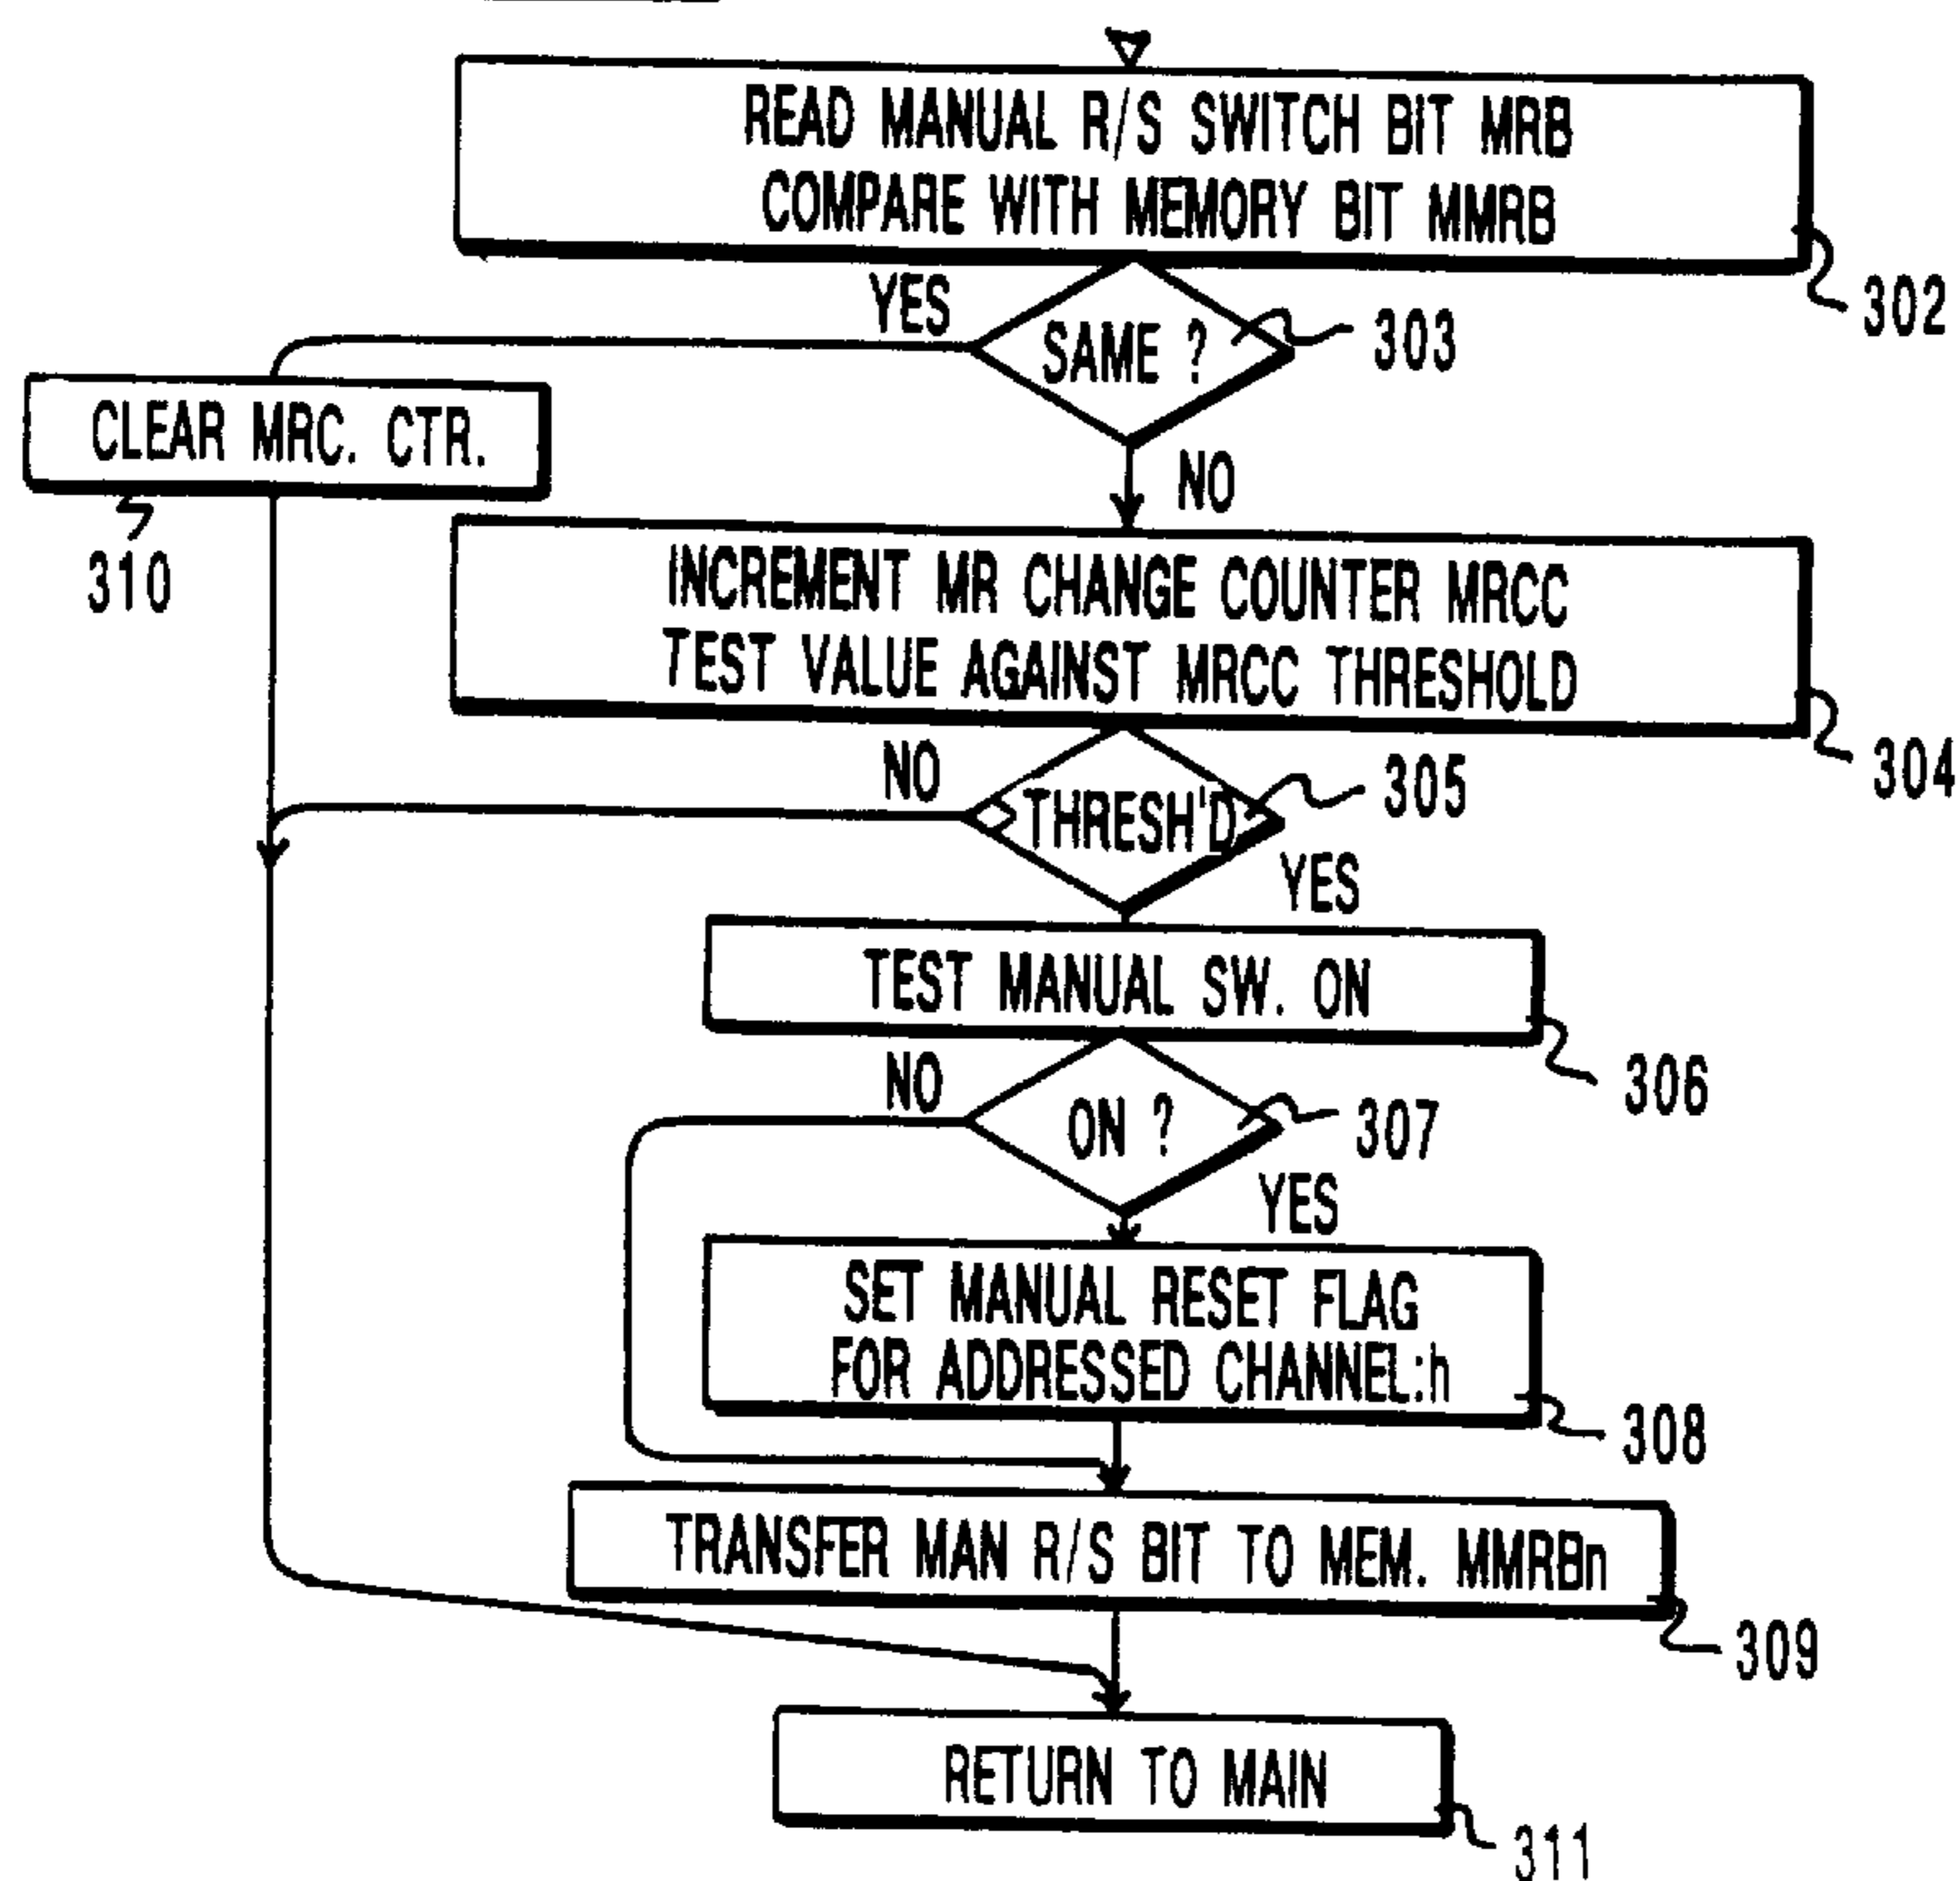 READ MANUAL R/S SWITCH BIT MRB
COMPARE WITH MEMORY BIT MMRB
302
YES
SAME ?
303
CLEAR MRC. CTR.
310
NO
INCREMENT MR CHANGE COUNTER MRCC
TEST VALUE AGAINST MRCC THRESHOLD
304
NO
>THRESH'D
305
YES
TEST MANUAL SW. ON
306
NO
ON ?
307
YES
SET MANUAL RESET FLAG
FOR ADDRESSED CHANNEL:h
308
TRANSFER MAN R/S BIT TO MEM. MMRBn
309
RETURN TO MAIN
311